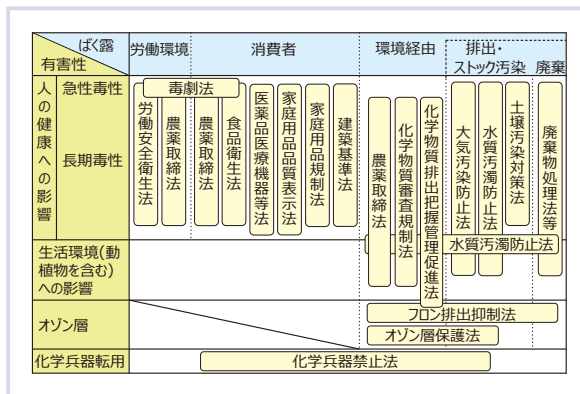 ばく露
有害性
労働環境
消費者
環境経由
排出・
ストック汚染
廃棄
人の健康への影響
急性毒性
長期毒性
毒劇法
労働安全衛生法
農薬取締法
農薬取締法
食品衛生法
医薬品医療機器等法
家庭用品品質表示法
家庭用品規制法
建築基準法
農薬取締法
化学物質審査規制法
化学物質排出把握管理促進法
大気汚染防止法
水質汚濁防止法
土壌汚染対策法
廃棄物処理法等
生活環境(動
植物を含む)
への影響
水質汚濁防止法
オゾン層
フロン排出抑制法
オゾン層保護法
化学兵器転用
化学兵器禁止法